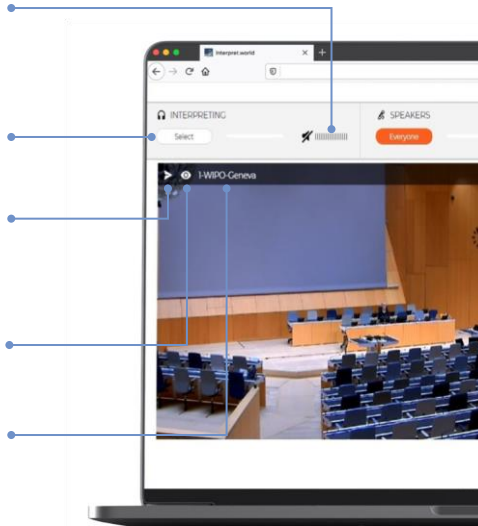 Interpret.world
INTERPRETING
SPEAKERS
Select
Everyone
1-WIPO-Geneva